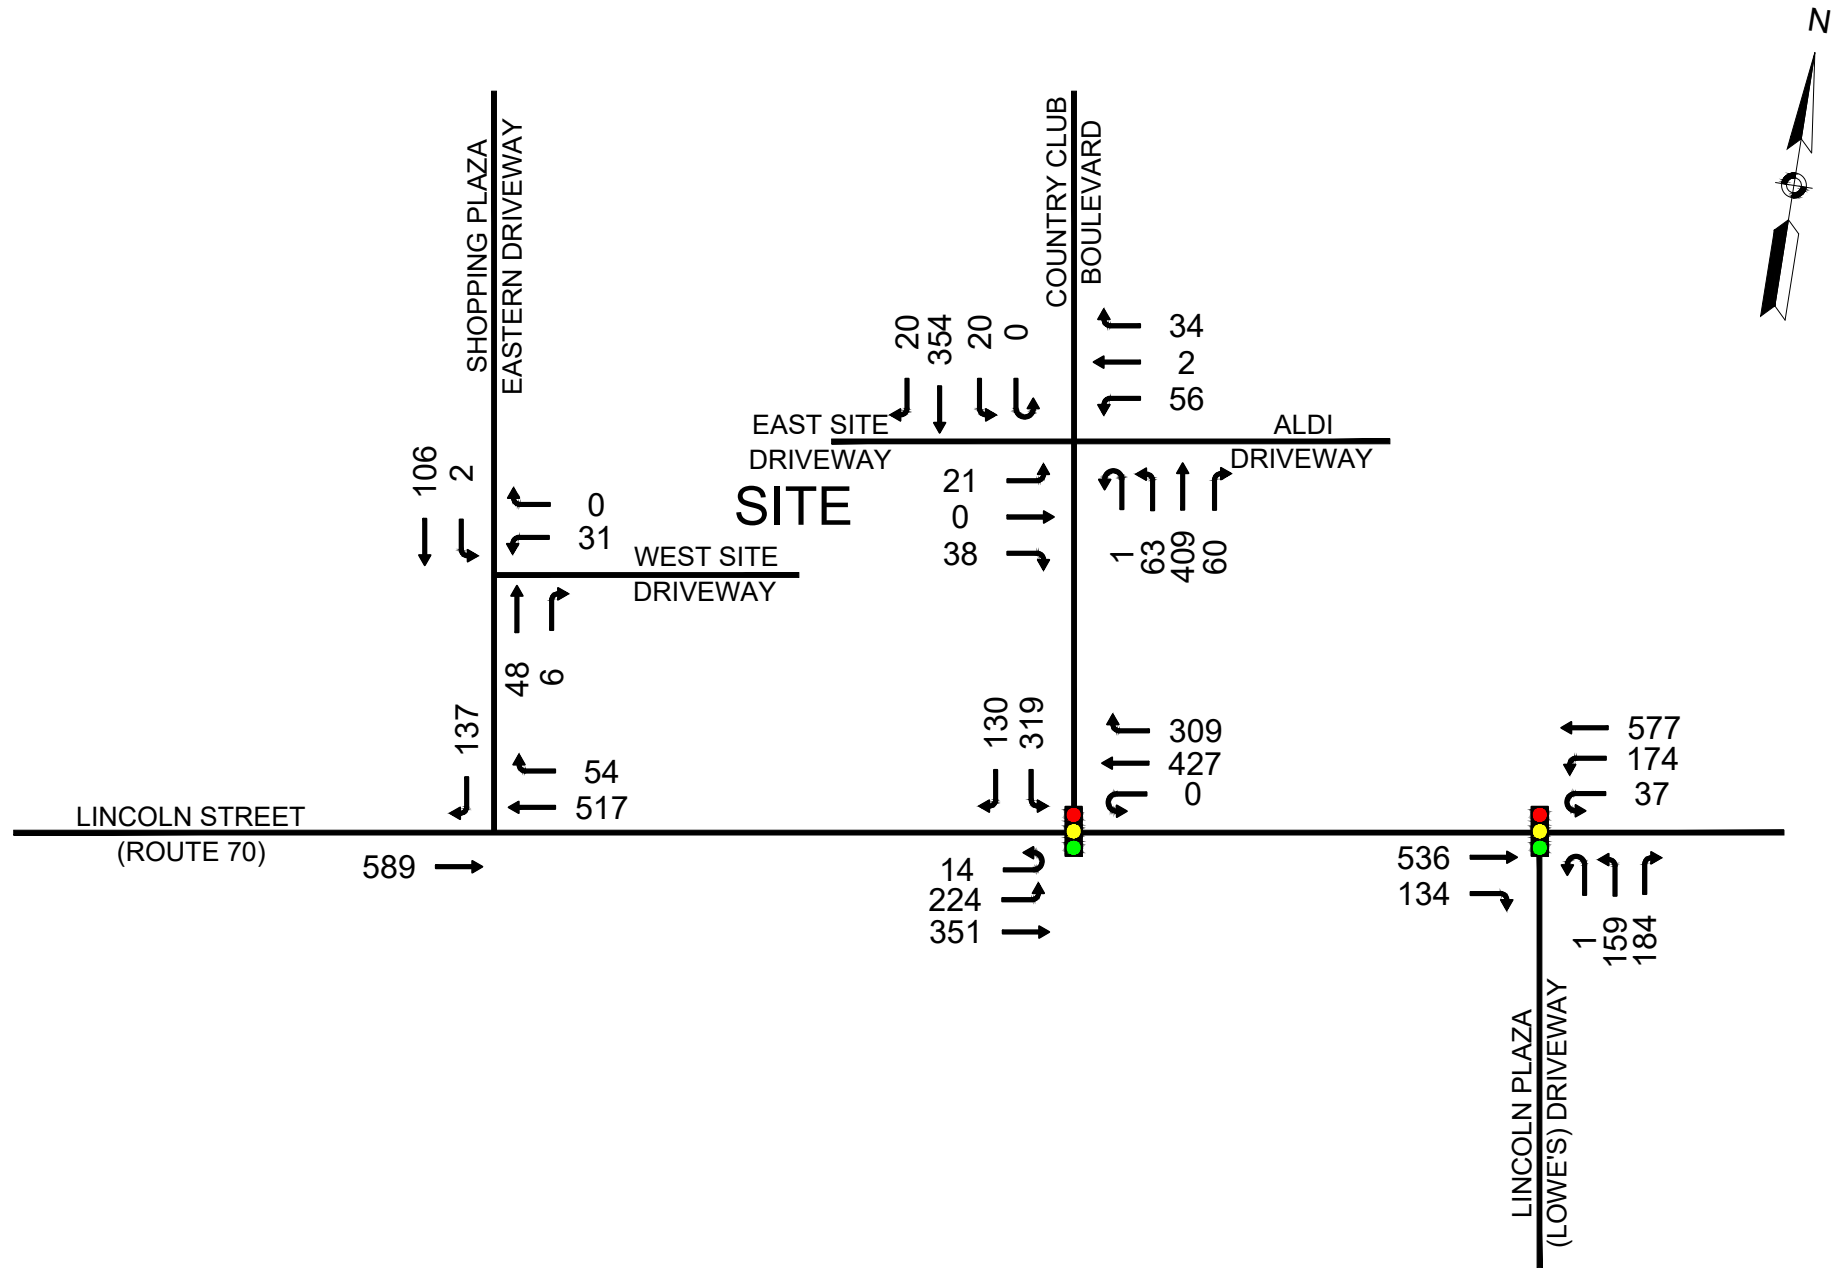 N
SHOPPING PLAZA
EASTERN DRIVEWAY
COUNTRY CLUB
BOULEVARD
20
354
20
0
34
2
56
EAST SITE
DRIVEWAY
ALDI
DRIVEWAY
106
2
0
31
SITE
21
0
38
1
63
409
60
WEST SITE
DRIVEWAY
48
6
137
54
517
130
319
309
427
0
577
174
37
LINCOLN STREET
(ROUTE 70)
589
14
224
351
536
134
1
159
184
LINCOLN PLAZA
(LOWE'S) DRIVEWAY